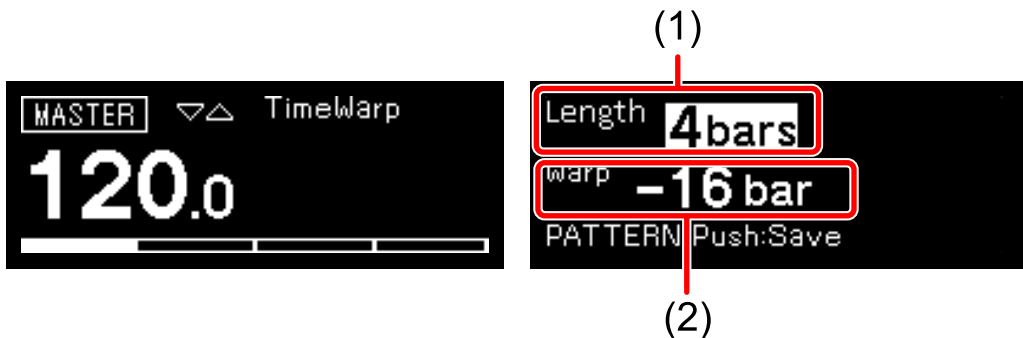 (1)
MASTER ▽△ TimeWarp
120.0
Length 4bars
Warp -16 bar
PATTERN Push:Save
(2)